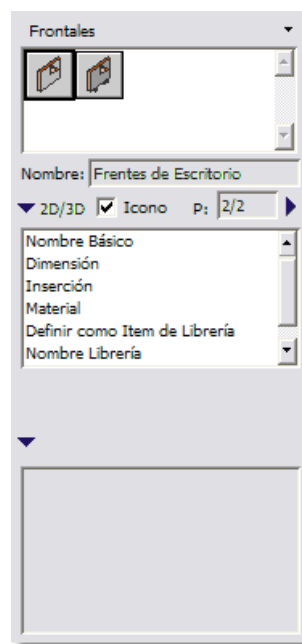 Frontales
Nombre: Frentes de Escritorio
2D/3D Icono P: 2/2
Nombre Básico
Dimensión
Inserción
Material
Definir como Item de Librería
Nombre Librería